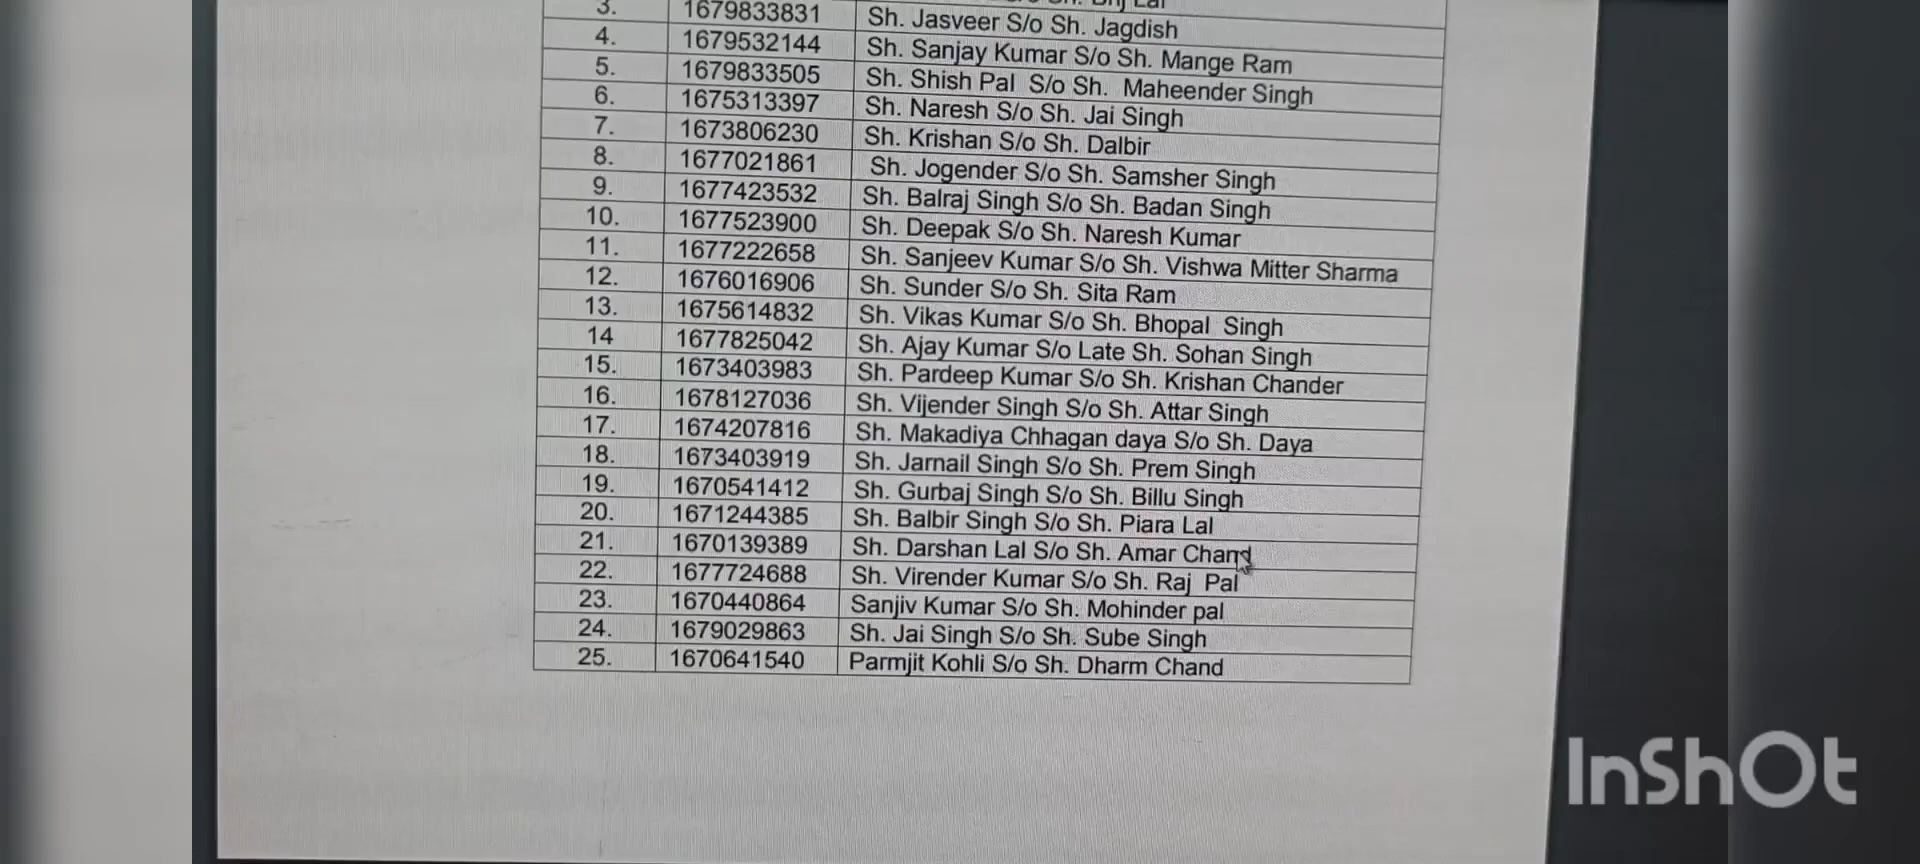 Lal
3. 1679833831 Sh. Jasveer S/o Sh. Jagdish
4. 1679532144 Sh. Sanjay Kumar S/o Sh. Mange Ram
5. 1679833505 Sh. Shish Pal S/o Sh. Maheender Singh
6. 1675313397 Sh. Naresh S/o Sh. Jai Singh
7. 1673806230 Sh. Krishan S/o Sh. Dalbir
8. 1677021861 Sh. Jogender S/o Sh. Samsher Singh
9. 1677423532 Sh. Balraj Singh S/o Sh. Badan Singh
10. 1677523900 Sh. Deepak S/o Sh. Naresh Kumar
11. 1677222658 Sh. Sanjeev Kumar S/o Sh. Vishwa Mitter Sharma
12. 1676016906 Sh. Sunder S/o Sh. Sita Ram
13. 1675614832 Sh. Vikas Kumar S/o Sh. Bhopal Singh
14 1677825042 Sh. Ajay Kumar S/o Late Sh. Sohan Singh
15. 1673403983 Sh. Pardeep Kumar S/o Sh. Krishan Chander
16. 1678127036 Sh. Vijender Singh S/o Sh. Attar Singh
17. 1674207816 Sh. Makadiya Chhagan daya S/o Sh. Daya
18. 1673403919 Sh. Jarnail Singh S/o Sh. Prem Singh
19. 1670541412 Sh. Gurbaj Singh S/o Sh. Billu Singh
20. 1671244385 Sh. Balbir Singh S/o Sh. Piara Lal
21. 1670139389 Sh. Darshan Lal S/o Sh. Amar Chand
22. 1677724688 Sh. Virender Kumar S/o Sh. Raj Pal
23. 1670440864 Sanjiv Kumar S/o Sh. Mohinder pal
24. 1679029863 Sh. Jai Singh S/o Sh. Sube Singh
25. 1670641540 Parmjit Kohli S/o Sh. Dharm Chand
InShOt